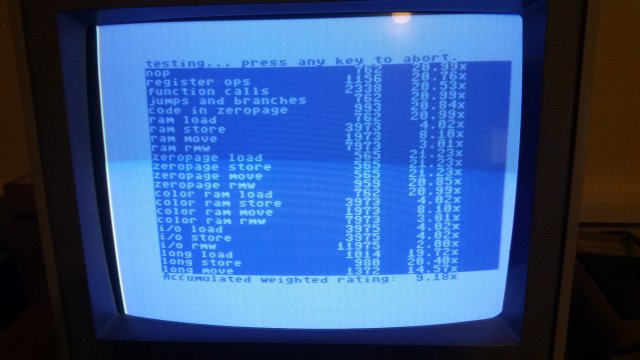 testing... press any key to abort..
nop 762 20.99x
register ops 1156 20.76x
function calls 2338 20.53x
jumps and branches 762 20.99x
code in zeropage 993 20.84x
ram load 762 20.99x
ram store 3973 4.02x
ram move 1973 8.10x
ram rmw 7973 3.01x
zeropage load 565 21.23x
zeropage store 565 21.23x
zeropage move 565 21.23x
zeropage rmw 959 20.85x
color ram load 762 20.99x
color ram store 3973 4.02x
color ram move 1973 8.10x
color ram rmw 7973 3.01x
i/o load 3975 4.02x
i/o store 3975 4.02x
i/o rmw 11975 2.00x
long load 1014 19.72x
long store 980 20.40x
long move 1372 14.57x
Accumulated weighted rating: 9.18x